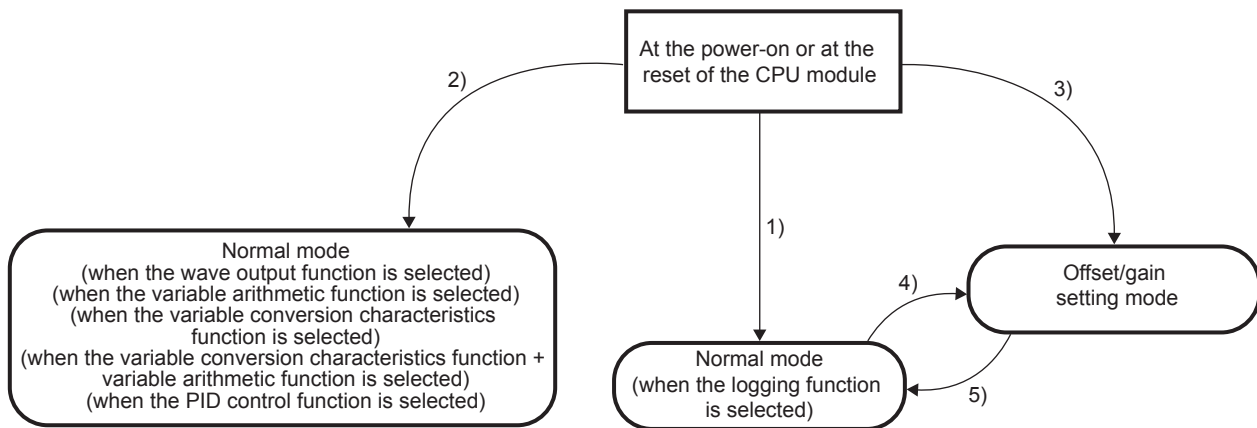 At the power-on or at the
reset of the CPU module
2)
3)
1)
Normal mode
(when the wave output function is selected)
(when the variable arithmetic function is selected)
(when the variable conversion characteristics
function is selected)
(when the variable conversion characteristics function +
variable arithmetic function is selected)
(when the PID control function is selected)
4)
Offset/gain
setting mode
Normal mode
(when the logging function
is selected)
5)